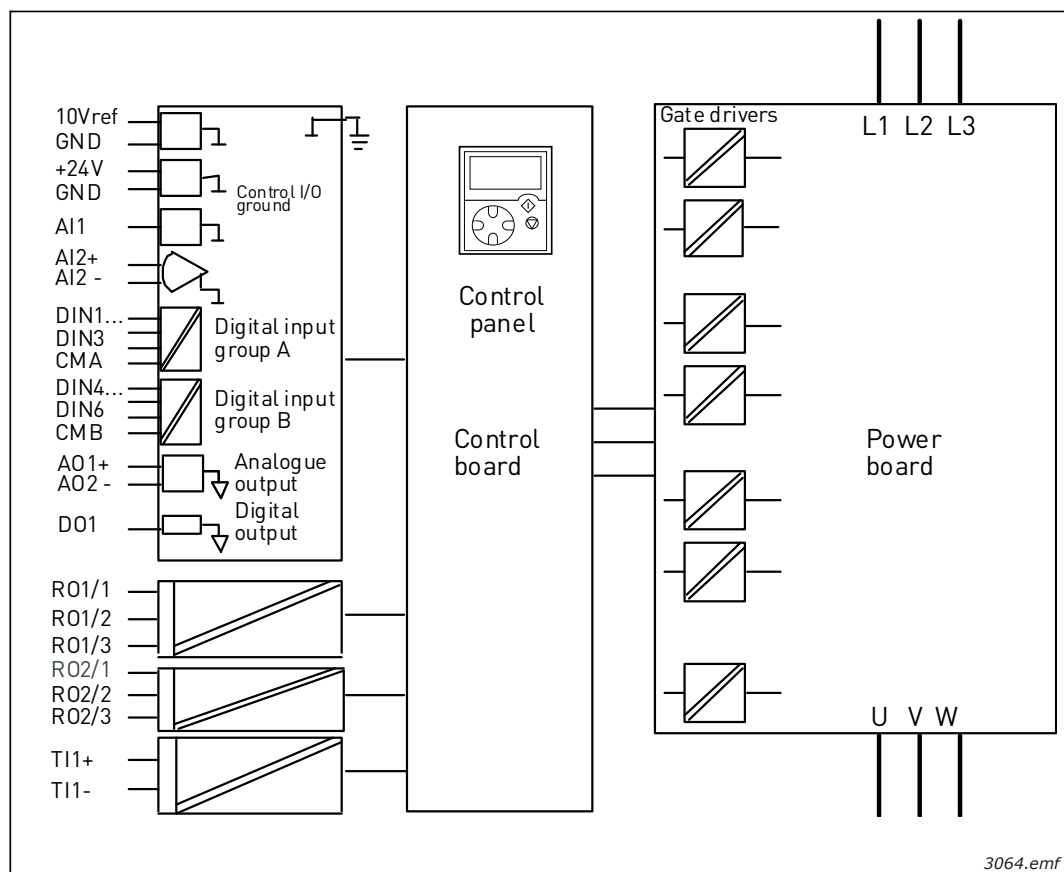 10Vref
GND
+24V
GND
Control I/O
ground
AI1
AI2+
AI2 -
DIN1...
DIN3
CMA
Digital input
group A
DIN4...
DIN6
CMB
Digital input
group B
AO1+
AO2 -
Analogue
output
DO1
Digital
output
RO1/1
RO1/2
RO1/3
RO2/1
RO2/2
RO2/3
TI1+
TI1-
Control
panel
Control
board
Gate drivers
L1 L2 L3
Power
board
U V W
3064.emf